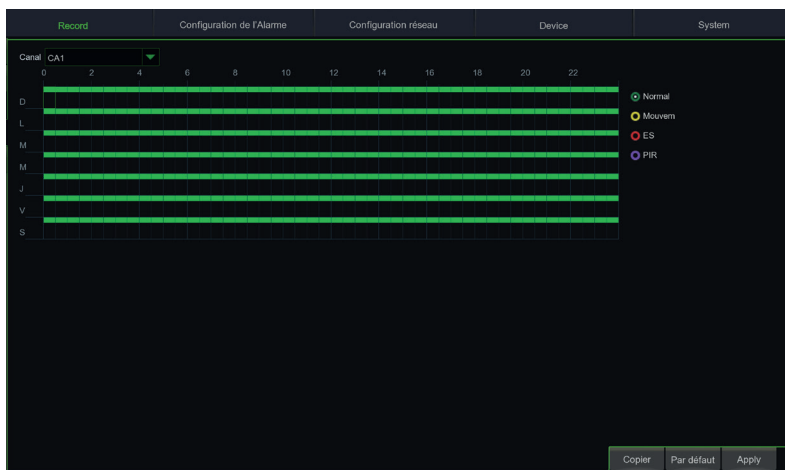 Record Configuration de l'Alarme Configuration réseau Device System
Canal CA1
0 2 4 6 8 10 12 14 16 18 20 22
D
L
M
M
J
V
S
Normal
Mouvem
ES
PIR
Copier Par défaut Apply